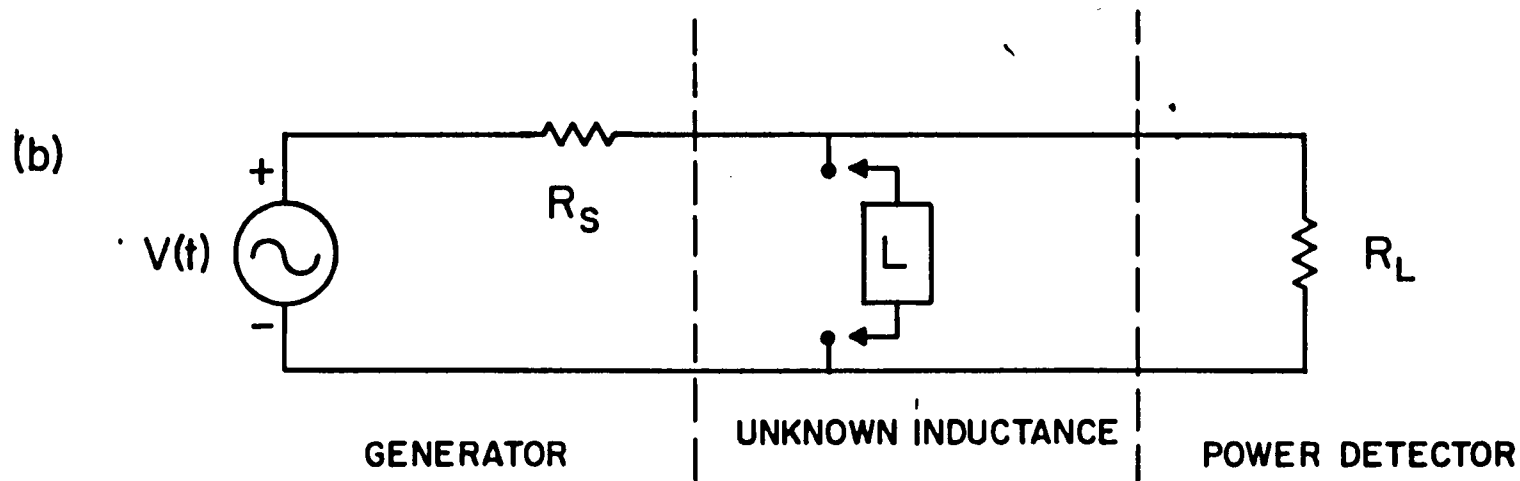 (b)
+
V(t)
-
R_S
L
R_L
GENERATOR
UNKNOWN INDUCTANCE
POWER DETECTOR